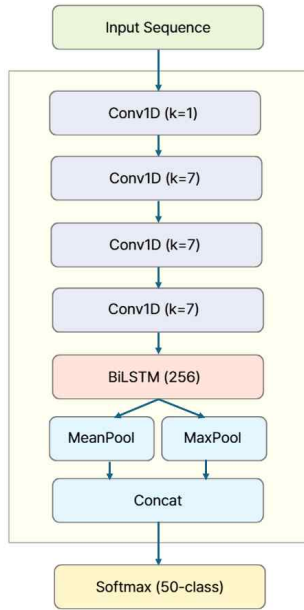 Input Sequence
Conv1D (k=1)
Conv1D (k=7)
Conv1D (k=7)
Conv1D (k=7)
BiLSTM (256)
MeanPool
MaxPool
Concat
Softmax (50-class)